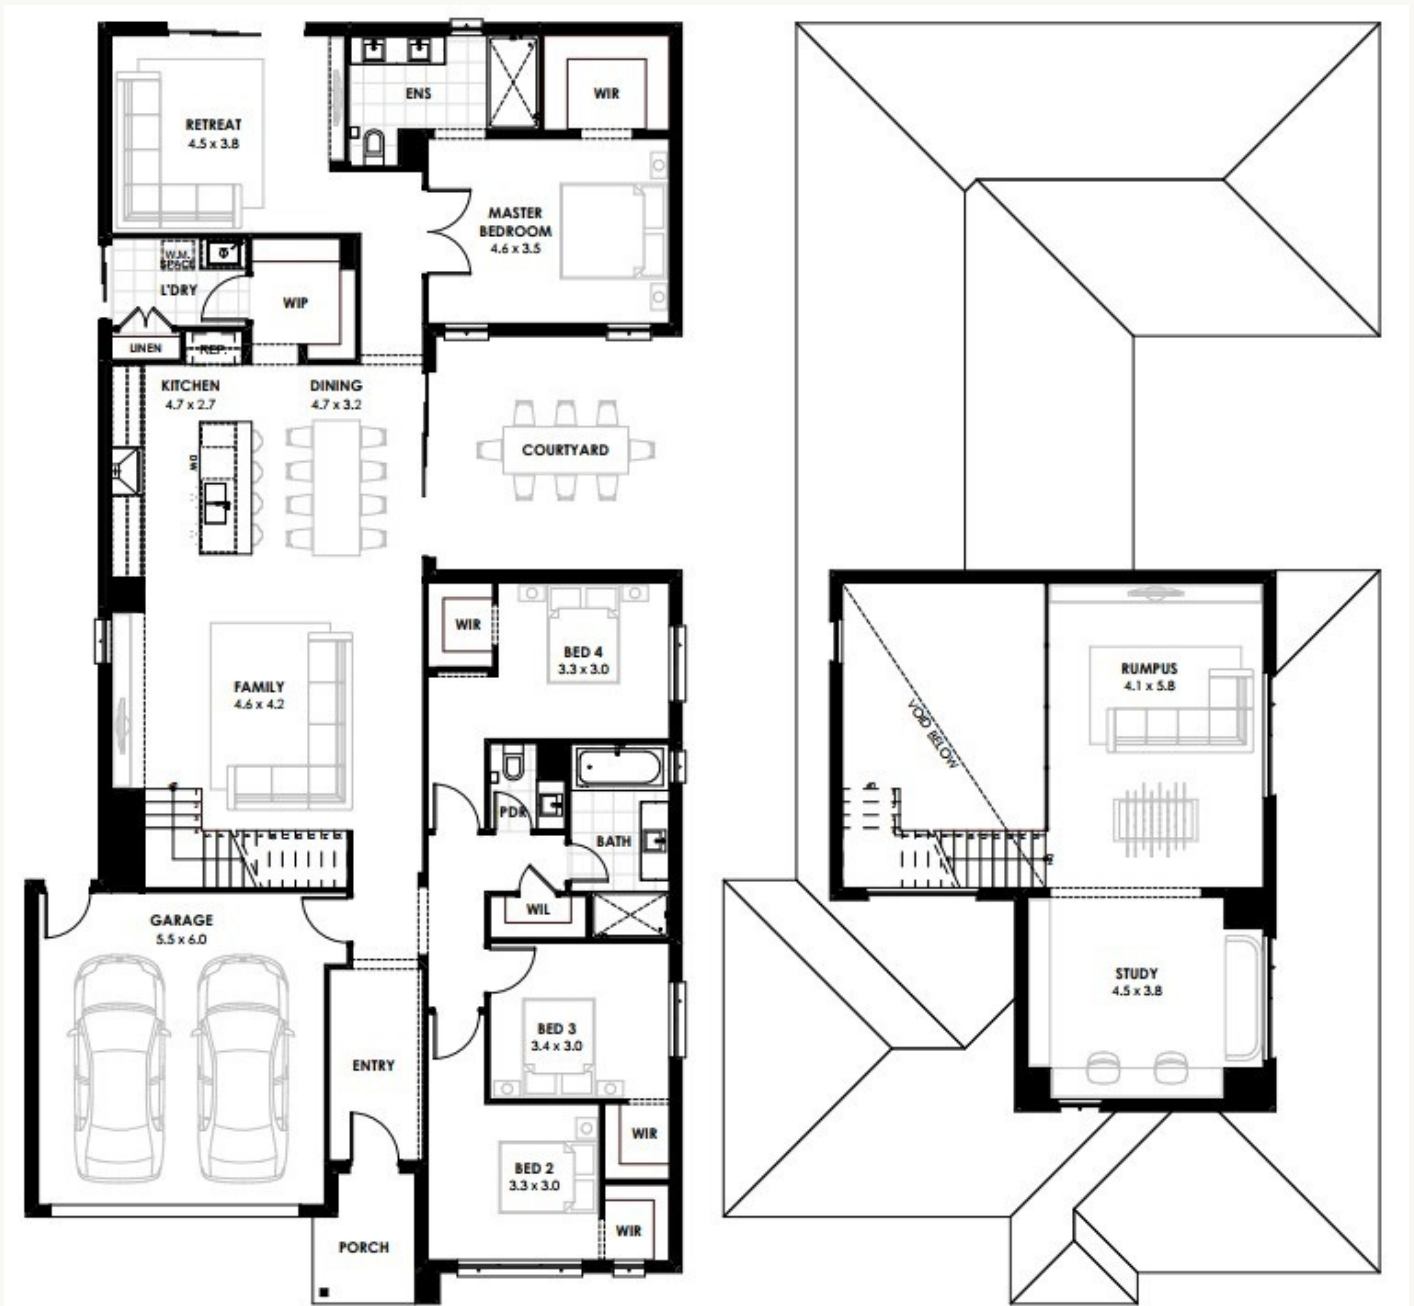 RETREAT
4.5 x 3.8
ENS
WIR
MASTER
BEDROOM
4.6 x 3.5
W.M.
SPACE
L'DRY
WIP
LINEN
REF.
KITCHEN
4.7 x 2.7
DINING
4.7 x 3.2
DW
COURTYARD
WIR
BED 4
3.3 x 3.0
FAMILY
4.6 x 4.2
PDR
BATH
WIL
GARAGE
5.5 x 6.0
BED 3
3.4 x 3.0
ENTRY
WIR
BED 2
3.3 x 3.0
WIR
PORCH
RUMPUS
4.1 x 5.8
VOID BELOW
STUDY
4.5 x 3.8